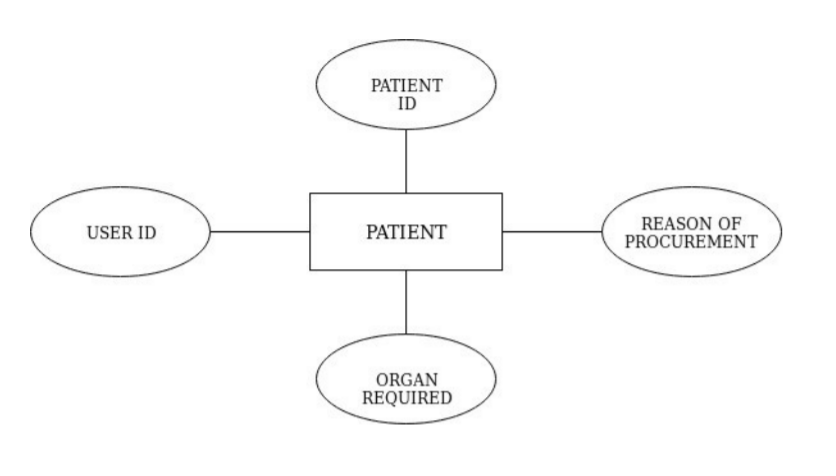 PATIENT
ID
USER ID
PATIENT
REASON OF
PROCUREMENT
ORGAN
REQUIRED